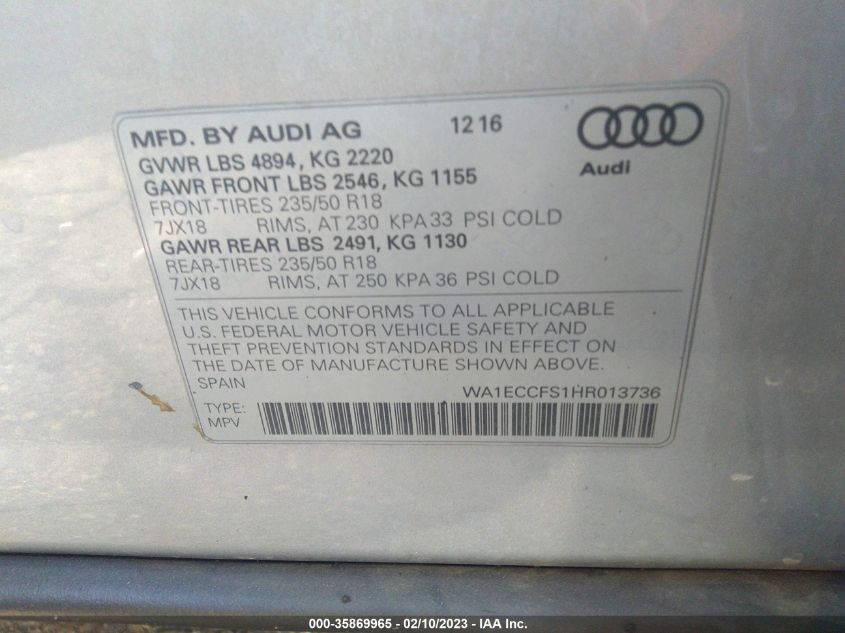 MFD. BY AUDI AG 12 16
Audi
GVWR LBS 4894, KG 2220
GAWR FRONT LBS 2546, KG 1155
FRONT-TIRES 235/50 R18
7JX18 RIMS, AT 230 KPA 33 PSI COLD
GAWR REAR LBS 2491, KG 1130
REAR-TIRES 235/50 R18
7JX18 RIMS, AT 250 KPA 36 PSI COLD
THIS VEHICLE CONFORMS TO ALL APPLICABLE
U.S. FEDERAL MOTOR VEHICLE SAFETY AND
THEFT PREVENTION STANDARDS IN EFFECT ON
THE DATE OF MANUFACTURE SHOWN ABOVE.
SPAIN WA1ECCFS1HR013736
TYPE:
MPV
000-35869965 - 02/10/2023 - IAA Inc.